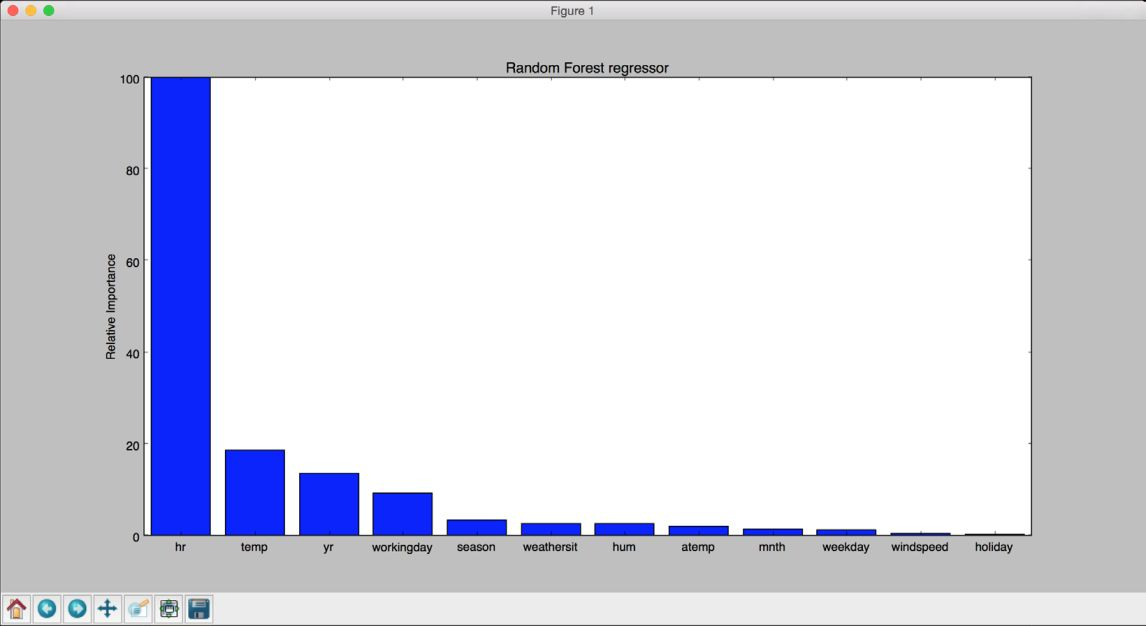 Figure 1
Random Forest regressor
100
80
60
40
20
0
Relative Importance
hr temp yr workingday season weathersit hum atemp mnth weekday windspeed holiday